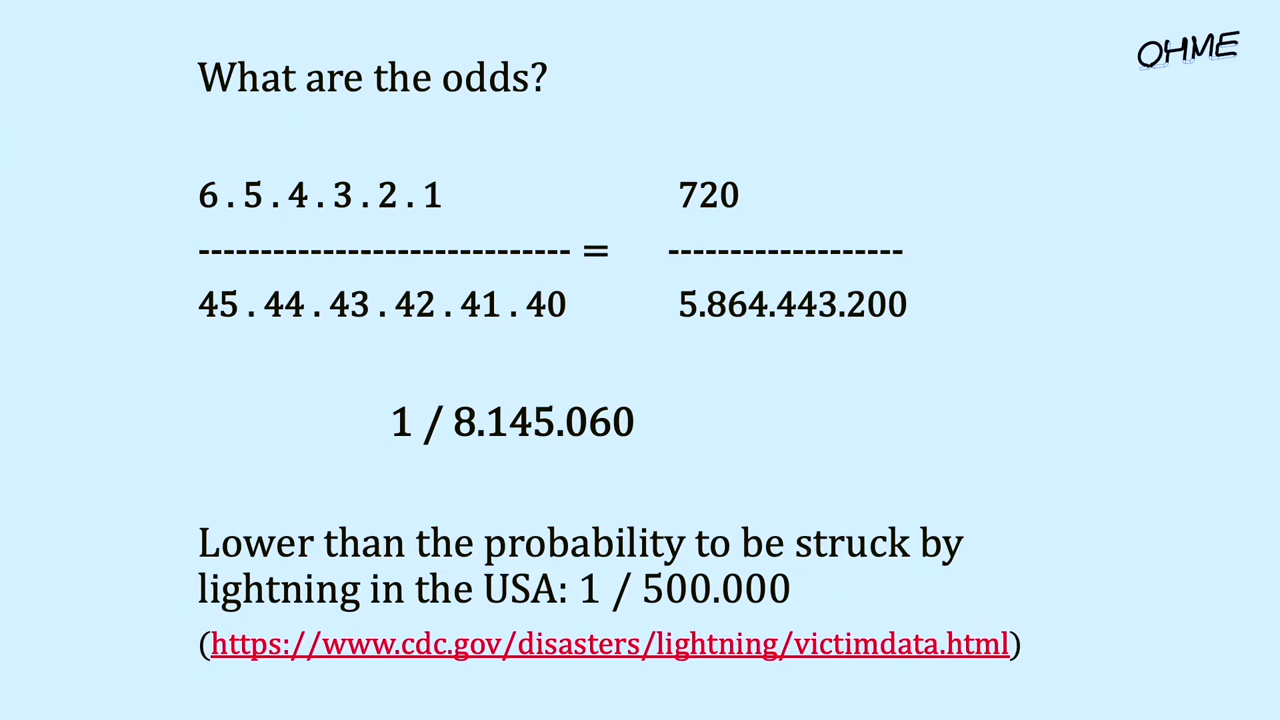 OHME
What are the odds?
6 . 5 . 4 . 3 . 2 . 1 720
------------------------------ = -------------------
45 . 44 . 43 . 42 . 41 . 40 5.864.443.200
1 / 8.145.060
Lower than the probability to be struck by
lightning in the USA: 1 / 500.000
(https://www.cdc.gov/disasters/lightning/victimdata.html)